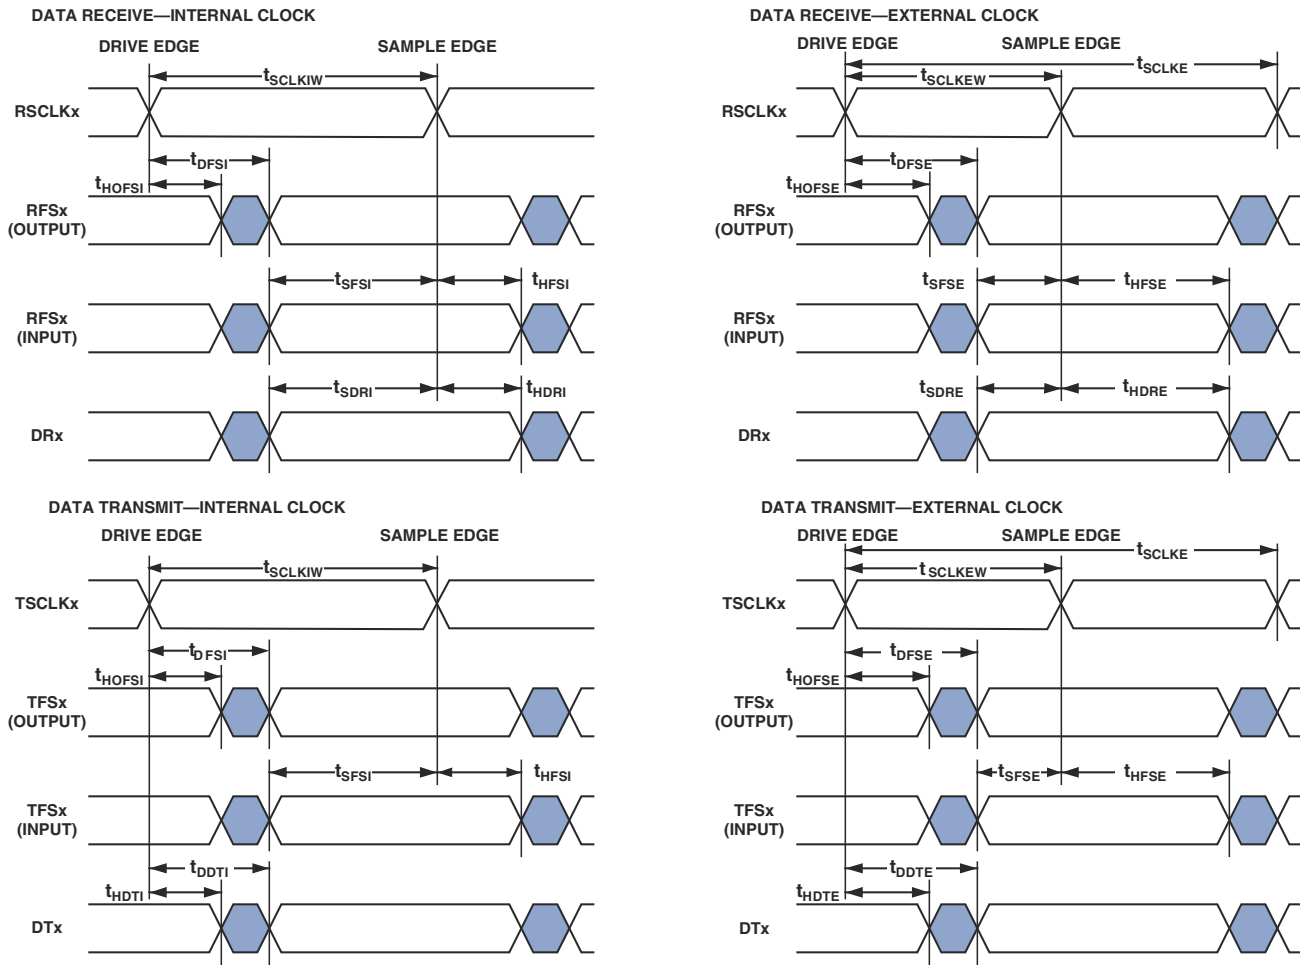 DATA RECEIVE—INTERNAL CLOCK
DRIVE EDGE
SAMPLE EDGE
tSCLKIW
RSCLKx
tDFSI
tHOFSI
RFSx
(OUTPUT)
tSFSI
tHFSI
RFSx
(INPUT)
tSDRI
tHDRI
DRx
DATA RECEIVE—EXTERNAL CLOCK
DRIVE EDGE
SAMPLE EDGE
tSCLKE
tSCLKEW
RSCLKx
tDFSE
tHOFSE
RFSx
(OUTPUT)
tSFSE
tHFSE
RFSx
(INPUT)
tSDRE
tHDRE
DRx
DATA TRANSMIT—INTERNAL CLOCK
DRIVE EDGE
SAMPLE EDGE
tSCLKIW
TSCLKx
tDFSI
tHOFSI
TFSx
(OUTPUT)
tSFSI
tHFSI
TFSx
(INPUT)
tDDTI
tHDTI
DTx
DATA TRANSMIT—EXTERNAL CLOCK
DRIVE EDGE
SAMPLE EDGE
tSCLKE
tSCLKEW
TSCLKx
tDFSE
tHOFSE
TFSx
(OUTPUT)
tSFSE
tHFSE
TFSx
(INPUT)
tDDTE
tHDTE
DTx